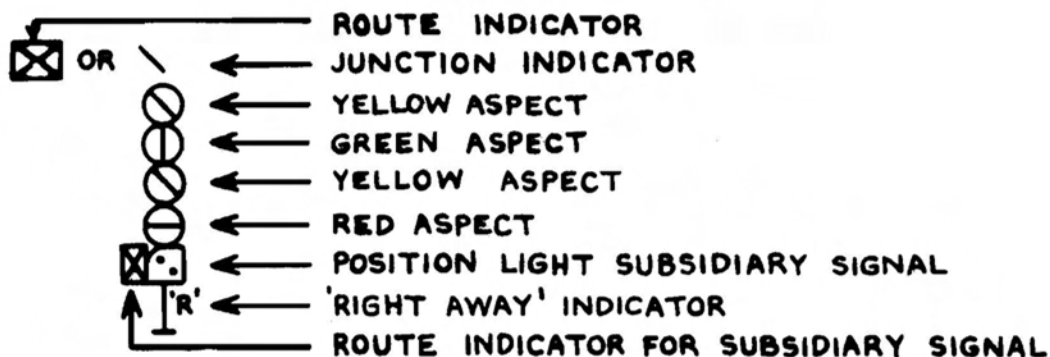 ROUTE INDICATOR
OR JUNCTION INDICATOR
YELLOW ASPECT
GREEN ASPECT
YELLOW ASPECT
RED ASPECT
POSITION LIGHT SUBSIDIARY SIGNAL
'R' 'RIGHT AWAY' INDICATOR
ROUTE INDICATOR FOR SUBSIDIARY SIGNAL